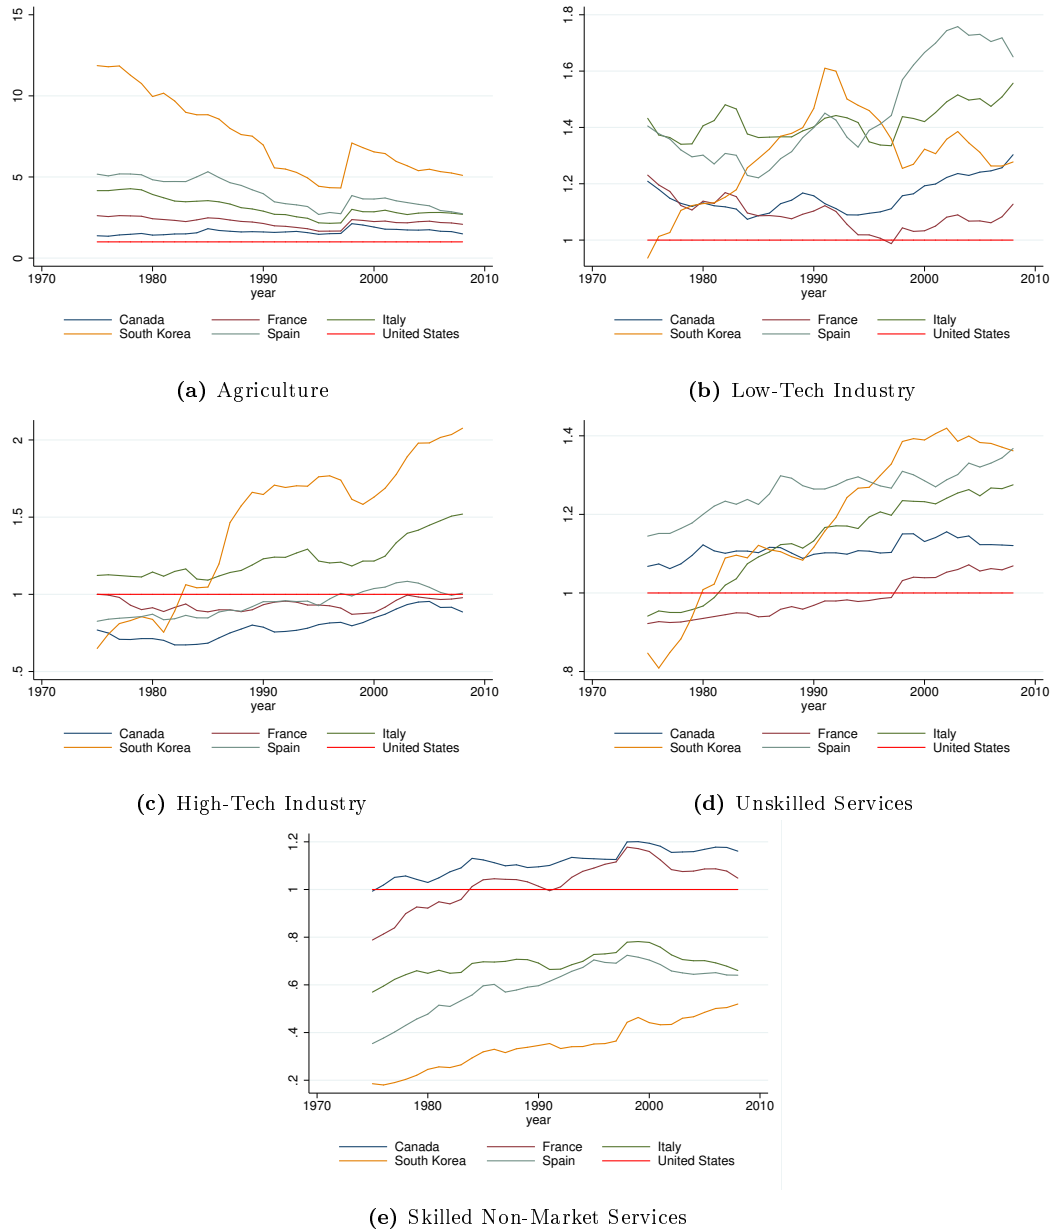 15
10
5
0
1970 1980 1990 2000 2010
year
Canada France Italy
South Korea Spain United States
(a) Agriculture
1.8
1.6
1.4
1.2
1
1970 1980 1990 2000 2010
year
Canada France Italy
South Korea Spain United States
(b) Low-Tech Industry
2
1.5
1
.5
1970 1980 1990 2000 2010
year
Canada France Italy
South Korea Spain United States
(c) High-Tech Industry
1.4
1.2
1
.8
1970 1980 1990 2000 2010
year
Canada France Italy
South Korea Spain United States
(d) Unskilled Services
1.2
1
.8
.6
.4
.2
1970 1980 1990 2000 2010
year
Canada France Italy
South Korea Spain United States
(e) Skilled Non-Market Services